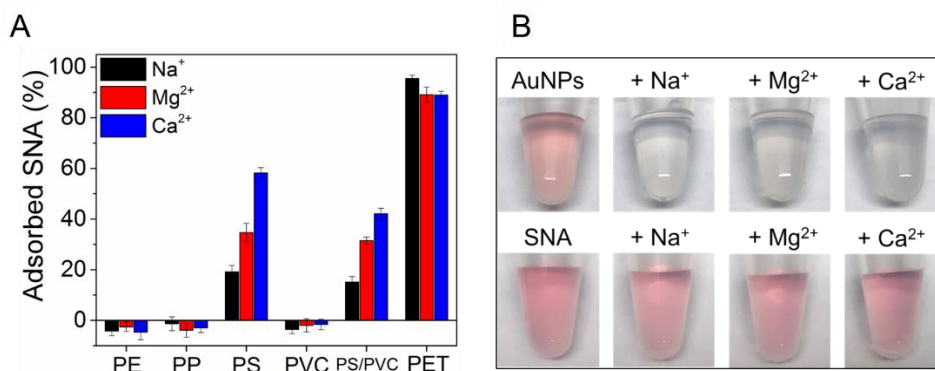 A
Adsorbed SNA (%)
100
80
60
40
20
0
Na⁺
Mg²⁺
Ca²⁺
PE PP PS PVC PS/PVC PET
B
AuNPs + Na⁺ + Mg²⁺ + Ca²⁺
SNA + Na⁺ + Mg²⁺ + Ca²⁺